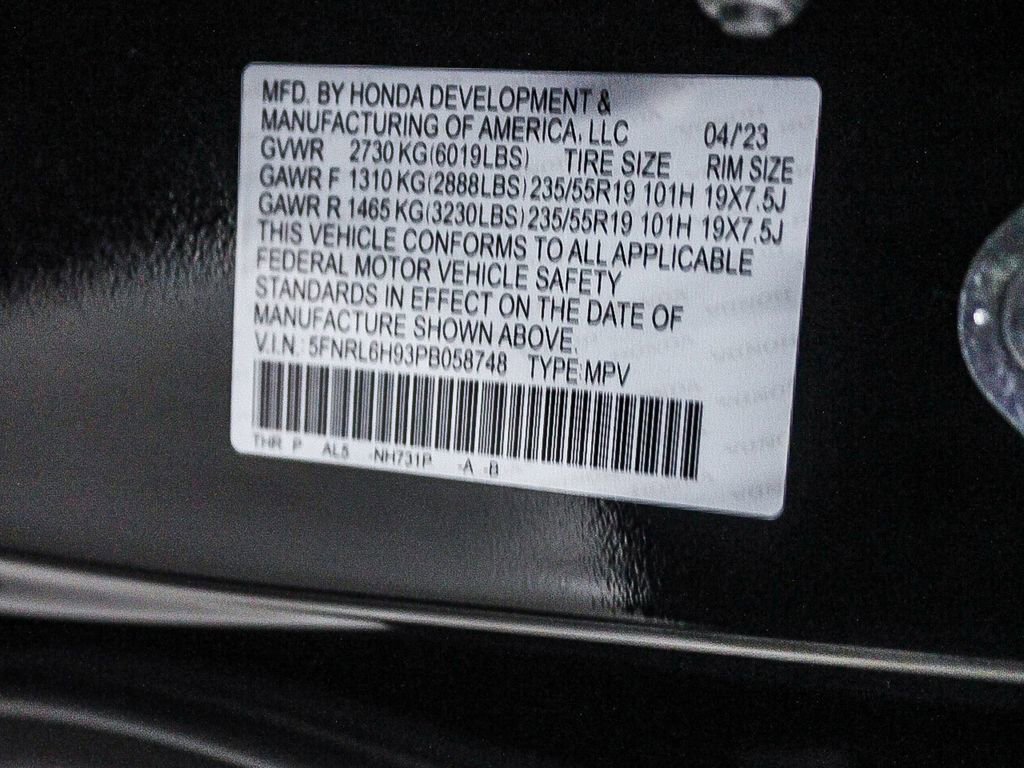 MFD. BY HONDA DEVELOPMENT &
MANUFACTURING OF AMERICA, LLC 04/'23
GVWR 2730 KG(6019LBS) TIRE SIZE RIM SIZE
GAWR F 1310 KG(2888LBS) 235/55R19 101H 19X7.5J
GAWR R 1465 KG(3230LBS) 235/55R19 101H 19X7.5J
THIS VEHICLE CONFORMS TO ALL APPLICABLE
FEDERAL MOTOR VEHICLE SAFETY
STANDARDS IN EFFECT ON THE DATE OF
MANUFACTURE SHOWN ABOVE.
V.I.N.: 5FNRL6H93PB058748 TYPE:MPV
THR P AL5 -NH731P -A -B